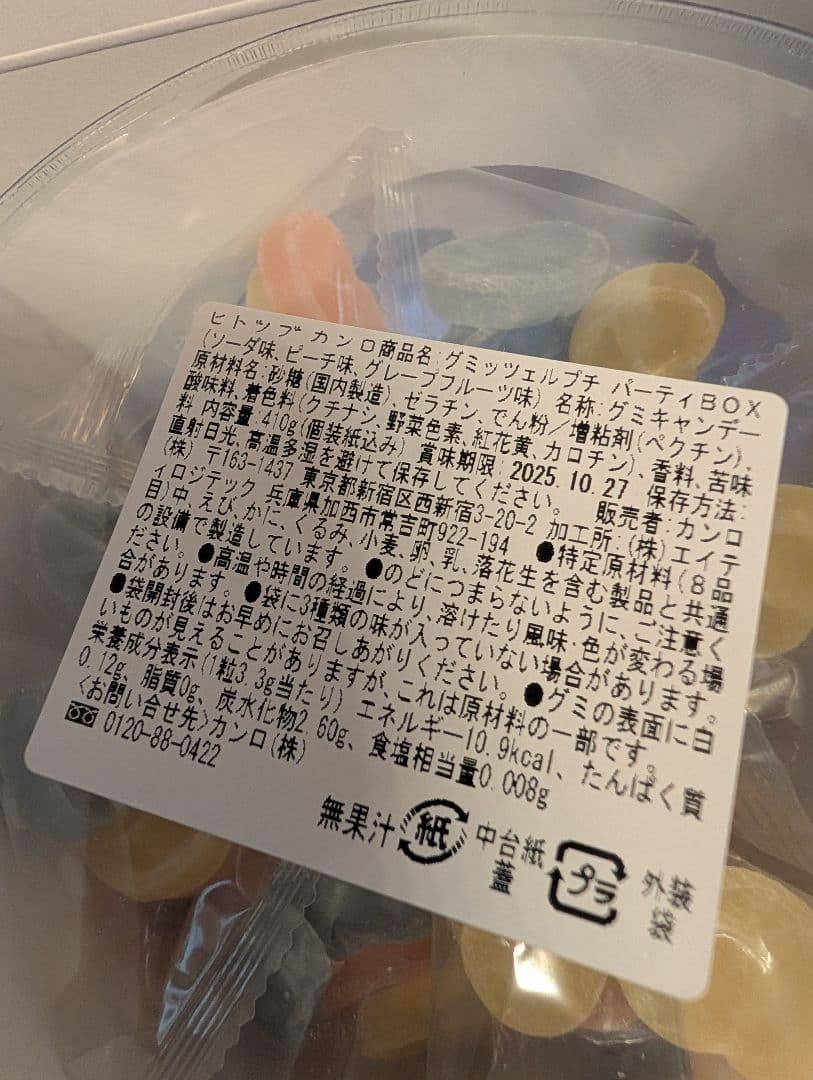 ヒトツブ カンロ商品名:グミッツェルプチ パーティBOX
(ソーダ味、ピーチ味、グレープフルーツ味) 名称:グミキャンデー
原材料名:砂糖(国内製造)、ゼラチン、でん粉/増粘剤(ペクチン)、
酸味料、着色料(クチナシ、野菜色素、紅花黄、カロチン)、香料、苦味
料 内容量:410g(個装紙込み) 賞味期限:2025.10.27 保存方法:
直射日光、高温多湿を避けて保存してください。 販売者:カンロ
(株) 〒163-1437 東京都新宿区西新宿3-20-2 加工所:(株)エイテ
ィロジテック 兵庫県加西市常吉町922-194 ●特定原材料(8品
目)中、えび、かに、くるみ、小麦、卵、乳、落花生を含む製品と共通
の設備で製造しています。 ●のどにつまらないように、ご注意く
ださい。 ●高温や時間の経過により、溶けたり風味・色が変わる場
合があります。 ●袋に3種類の味が入っていない場合があります。
●袋開封後はお早めにお召しあがりください。 ●グミの表面に白
いものが見えることがありますが、これは原材料の一部です。
栄養成分表示(1粒3.3g当たり) エネルギー10.9kcal、たんぱく質
0.12g、脂質0g、炭水化物2.60g、食塩相当量0.008g
<お問い合せ先>カンロ(株)
0120-88-0422
無果汁 紙 中台紙 プラ 外装
蓋 袋